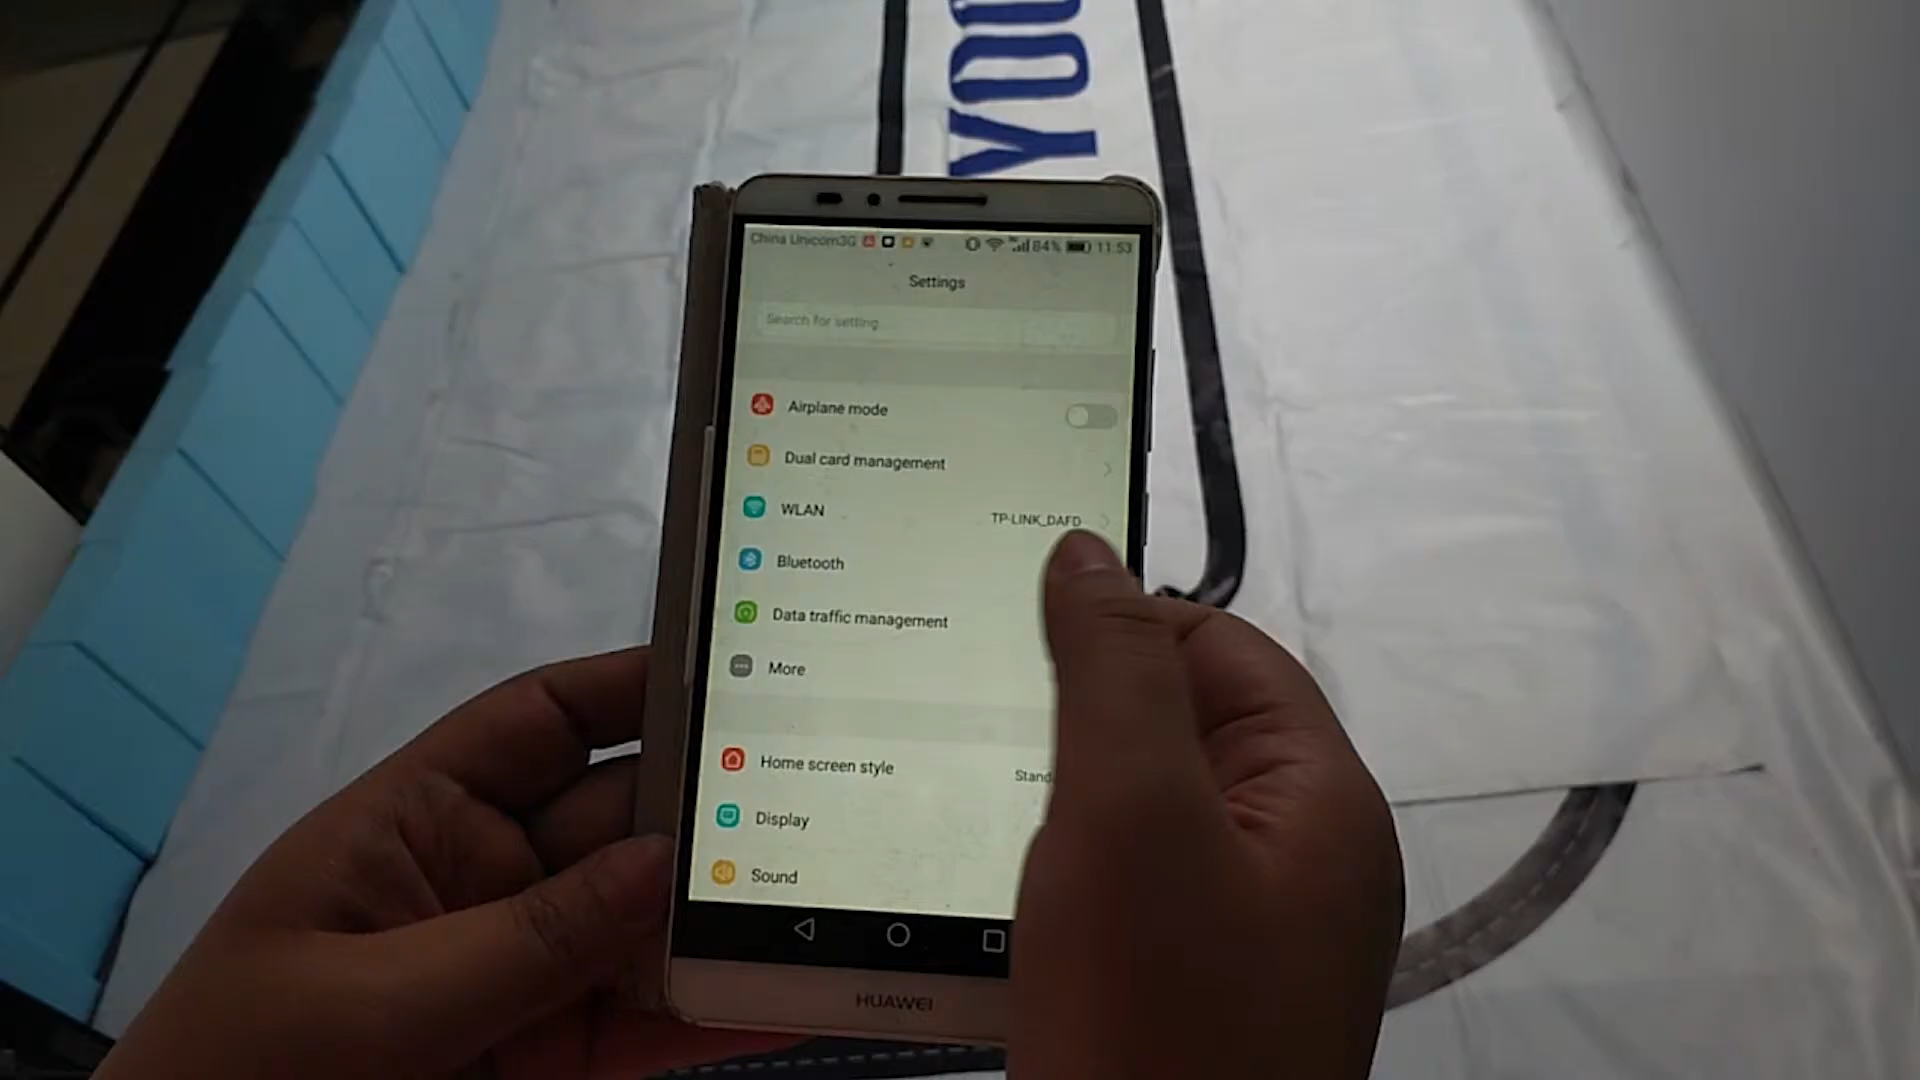 YOU
China Unicom3G 84% 11:53
Settings
Search for setting
Airplane mode
Dual card management
WLAN TP-LINK_DAFD
Bluetooth
Data traffic management
More
Home screen style Stand
Display
Sound
HUAWEI